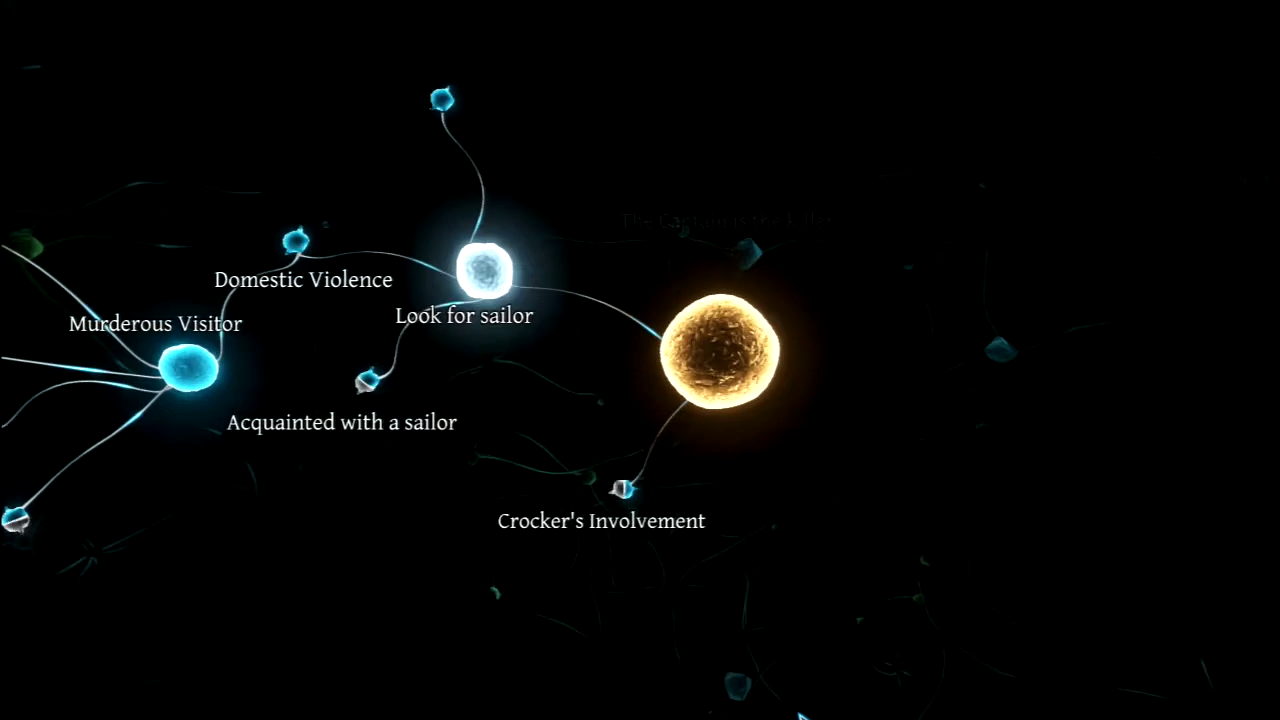 Domestic Violence
Look for sailor
Murderous Visitor
Acquainted with a sailor
Crocker's Involvement